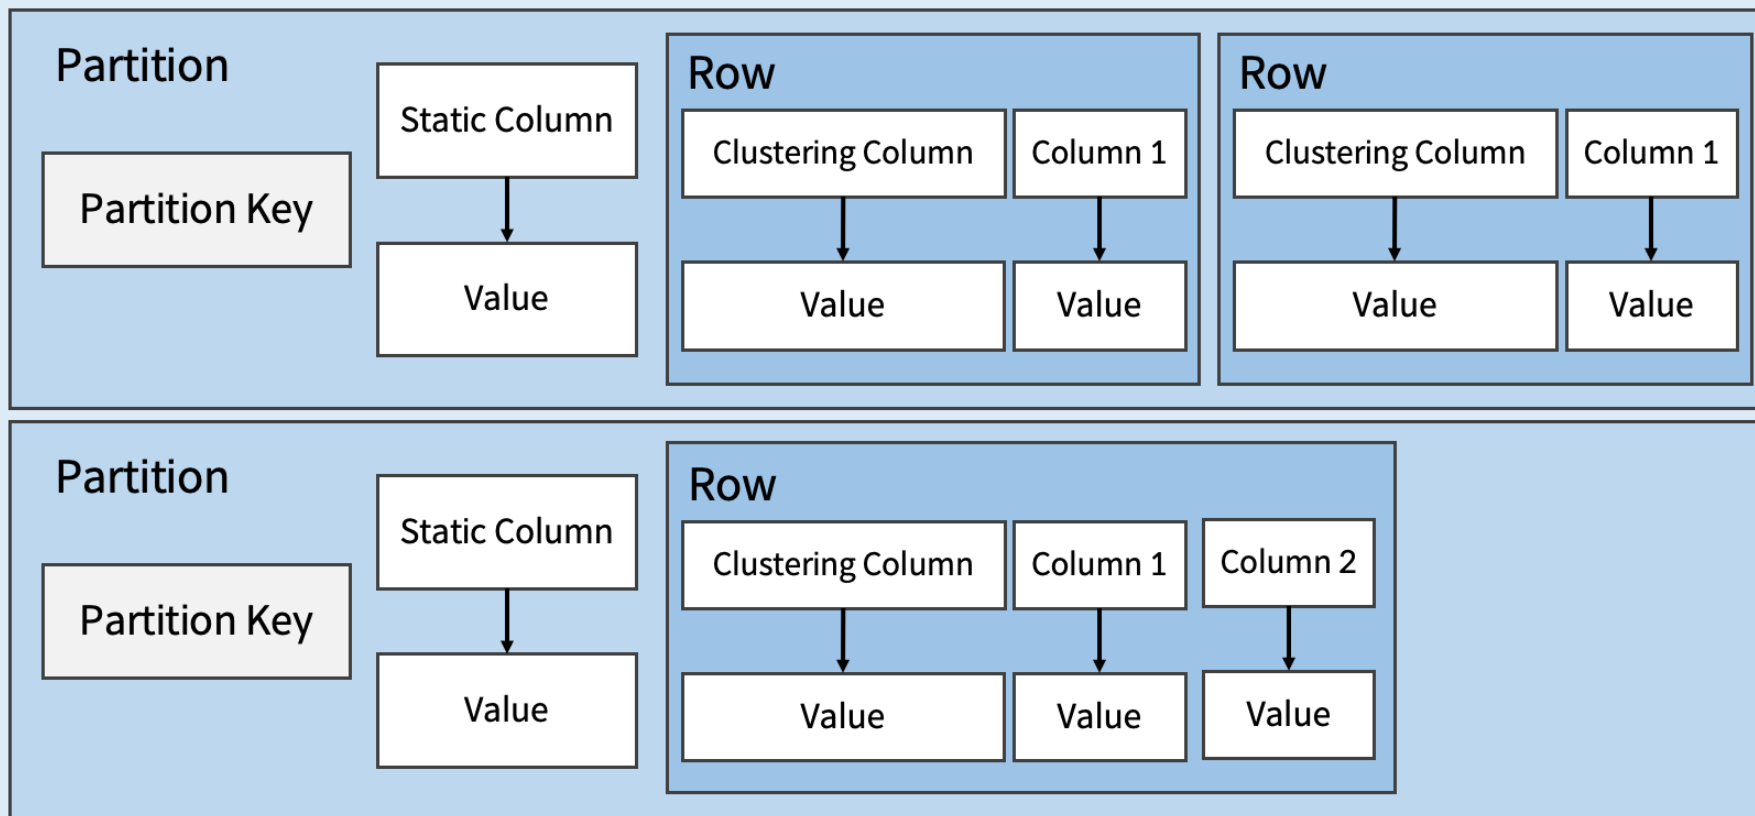 Partition
Partition Key
Static Column
Value
Row
Clustering Column
Column 1
Value
Value
Row
Clustering Column
Column 1
Value
Value
Partition
Partition Key
Static Column
Value
Row
Clustering Column
Column 1
Column 2
Value
Value
Value